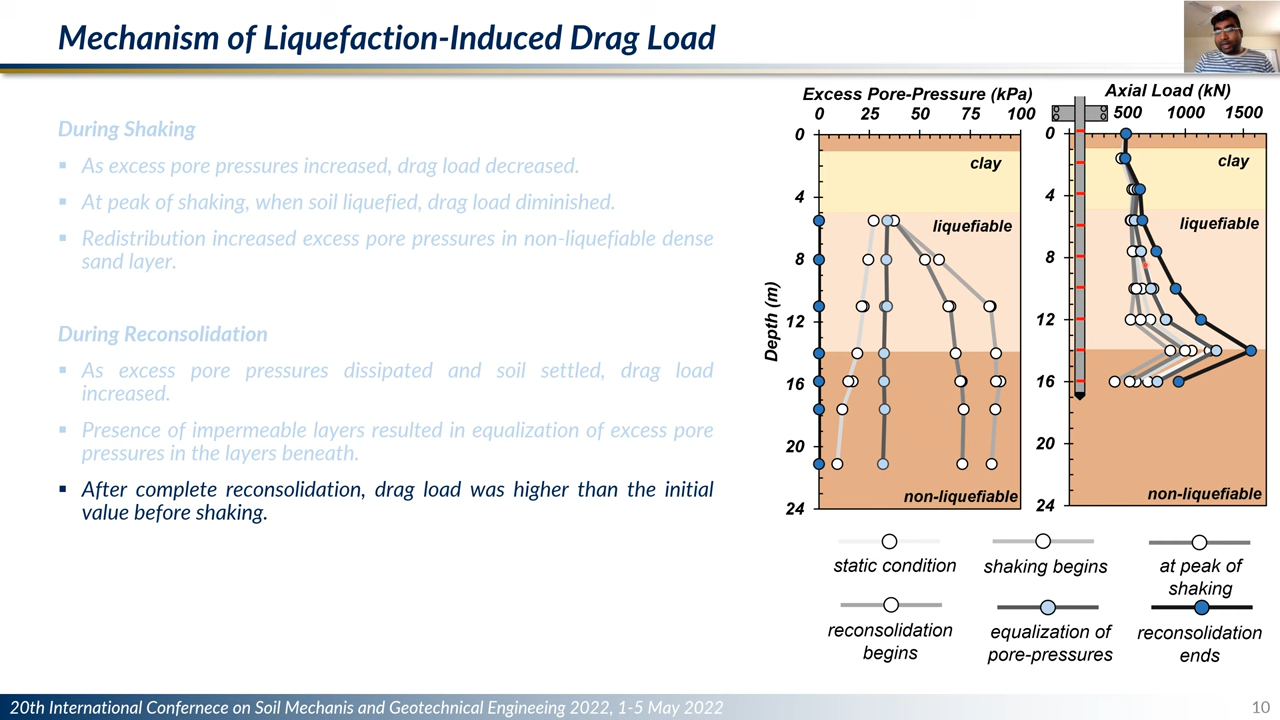 Mechanism of Liquefaction-Induced Drag Load
During Shaking
▪ As excess pore pressures increased, drag load decreased.
▪ At peak of shaking, when soil liquefied, drag load diminished.
▪ Redistribution increased excess pore pressures in non-liquefiable dense
sand layer.
During Reconsolidation
▪ As excess pore pressures dissipated and soil settled, drag load
increased.
▪ Presence of impermeable layers resulted in equalization of excess pore
pressures in the layers beneath.
▪ After complete reconsolidation, drag load was higher than the initial
value before shaking.
Excess Pore-Pressure (kPa)
0 25 50 75 100
0
4
8
12
16
20
24
Depth (m)
clay
liquefiable
non-liquefiable
Axial Load (kN)
500 1000 1500
0
4
8
12
16
20
24
clay
liquefiable
non-liquefiable
static condition
shaking begins
at peak of
shaking
reconsolidation
begins
equalization of
pore-pressures
reconsolidation
ends
20th International Confernece on Soil Mechanis and Geotechnical Engineeing 2022, 1-5 May 2022
10